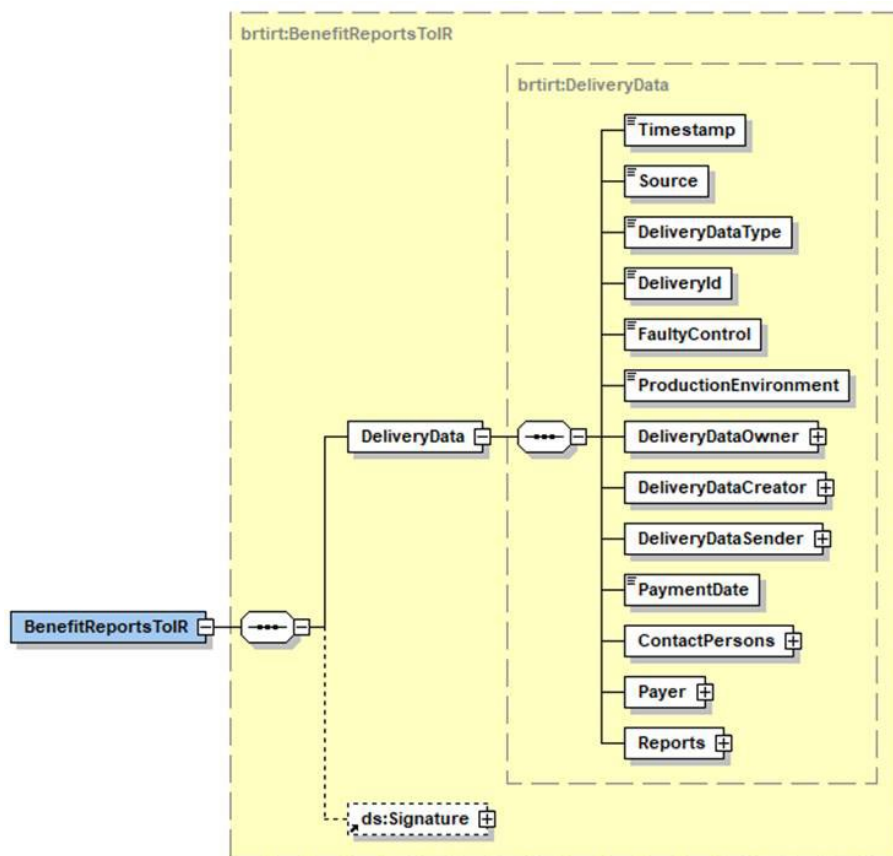 brtirt:BenefitReportsToIR
brtirt:DeliveryData
Timestamp
Source
DeliveryDataType
DeliveryId
FaultyControl
ProductionEnvironment
DeliveryData
DeliveryDataOwner
DeliveryDataCreator
DeliveryDataSender
PaymentDate
BenefitReportsToIR
ContactPersons
Payer
Reports
ds:Signature